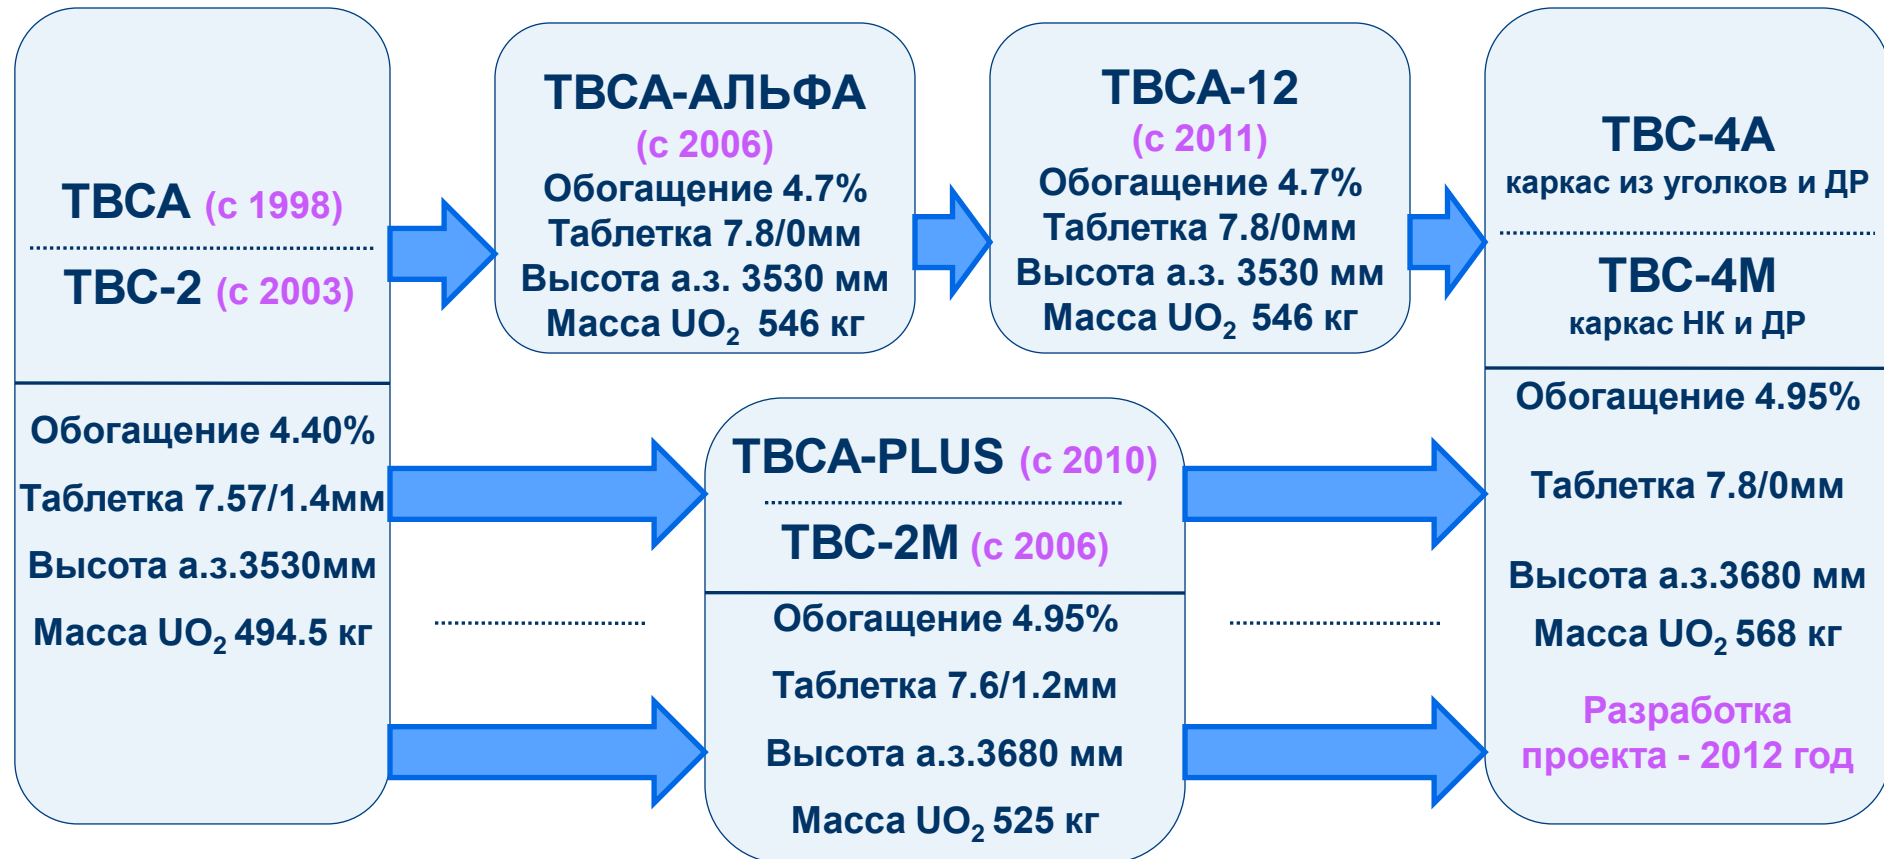 ТВСА (с 1998)
ТВС-2 (с 2003)
Обогащение 4.40%
Таблетка 7.57/1.4мм
Высота а.з.3530мм
Масса UO₂ 494.5 кг
ТВСА-АЛЬФА
(с 2006)
Обогащение 4.7%
Таблетка 7.8/0мм
Высота а.з. 3530 мм
Масса UO₂ 546 кг
ТВСА-12
(с 2011)
Обогащение 4.7%
Таблетка 7.8/0мм
Высота а.з. 3530 мм
Масса UO₂ 546 кг
ТВСА-PLUS (с 2010)
ТВС-2М (с 2006)
Обогащение 4.95%
Таблетка 7.6/1.2мм
Высота а.з.3680 мм
Масса UO₂ 525 кг
ТВС-4А
каркас из уголков и ДР
ТВС-4М
каркас НК и ДР
Обогащение 4.95%
Таблетка 7.8/0мм
Высота а.з.3680 мм
Масса UO₂ 568 кг
Разработка
проекта - 2012 год